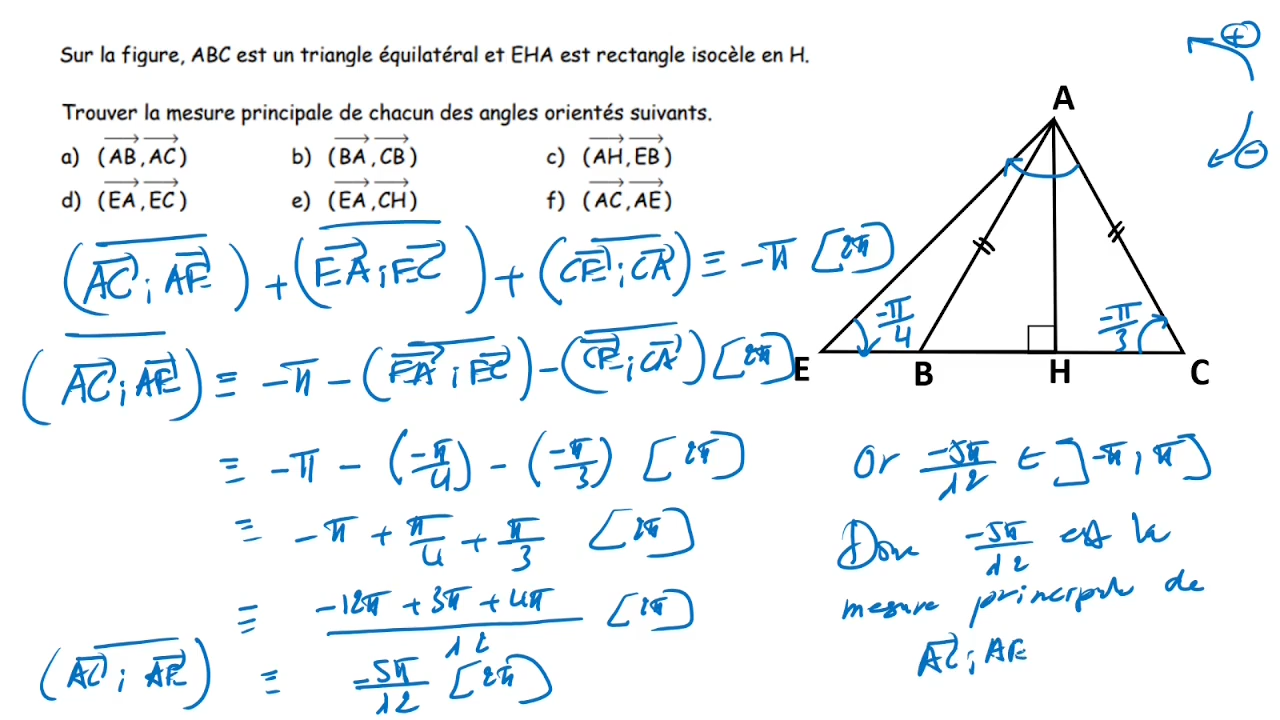 Sur la figure, ABC est un triangle équilatéral et EHA est rectangle isocèle en H.
Trouver la mesure principale de chacun des angles orientés suivants.
a) (AB⃗, AC⃗) b) (BA⃗, CB⃗) c) (AH⃗, EB⃗)
d) (EA⃗, EC⃗) e) (EA⃗, CH⃗) f) (AC⃗, AE⃗)
(AC⃗ ; AE⃗) + (EA⃗ ; EC⃗) + (CE⃗ ; CA⃗) ≡ -π [2π]
(AC⃗ ; AE⃗) ≡ -π - (EA⃗ ; EC⃗) - (CE⃗ ; CA⃗) [2π]
≡ -π - (-π/4) - (-π/3) [2π]
≡ -π + π/4 + π/3 [2π]
≡ (-12π + 3π + 4π)/12 [2π]
(AC⃗ ; AE⃗) ≡ -5π/12 [2π]
+
-
A
-π/4
-π/3
E B H C
Or -5π/12 ∈ ]-π ; π]
Donc -5π/12 est la
mesure principale de
AC⃗ ; AE